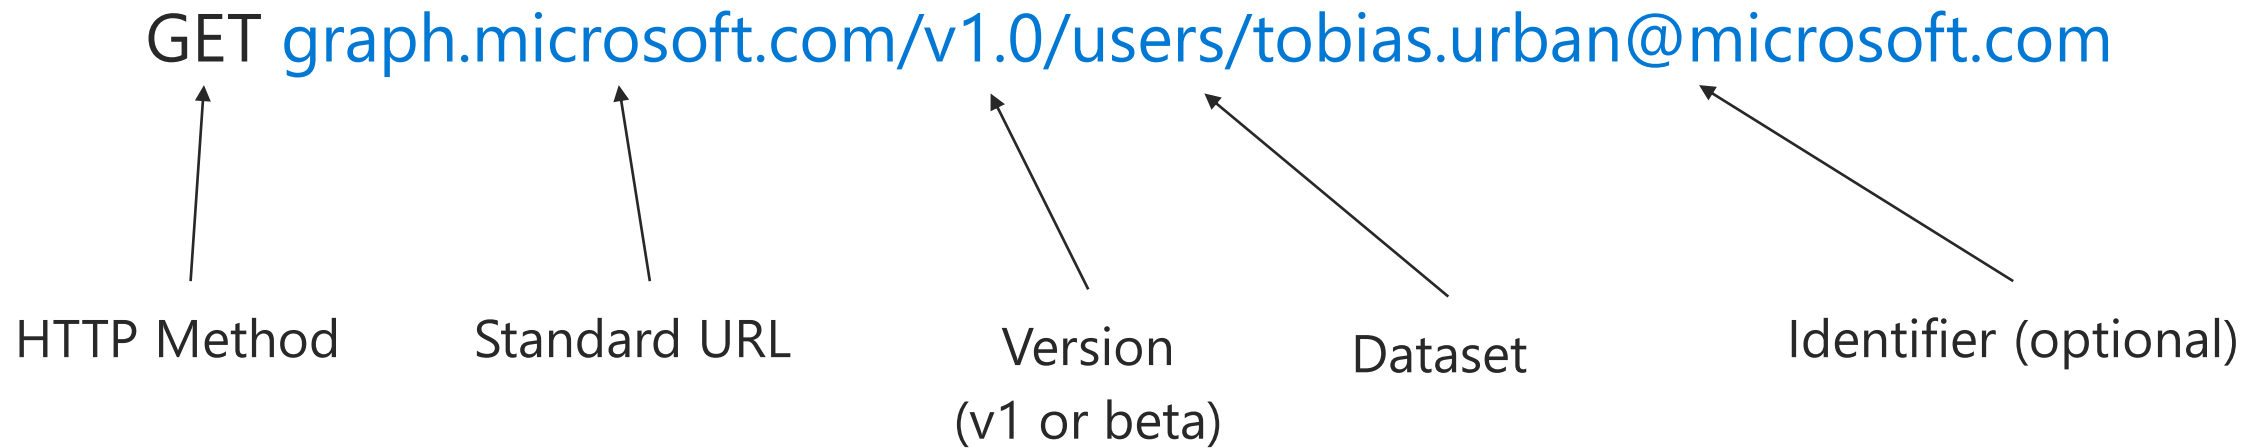 GET graph.microsoft.com/v1.0/users/tobias.urban@microsoft.com
HTTP Method
Standard URL
Version
(v1 or beta)
Dataset
Identifier (optional)